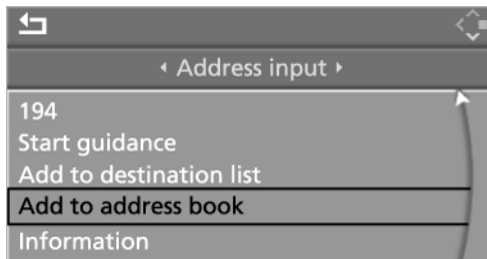 Address input
194
Start guidance
Add to destination list
Add to address book
Information